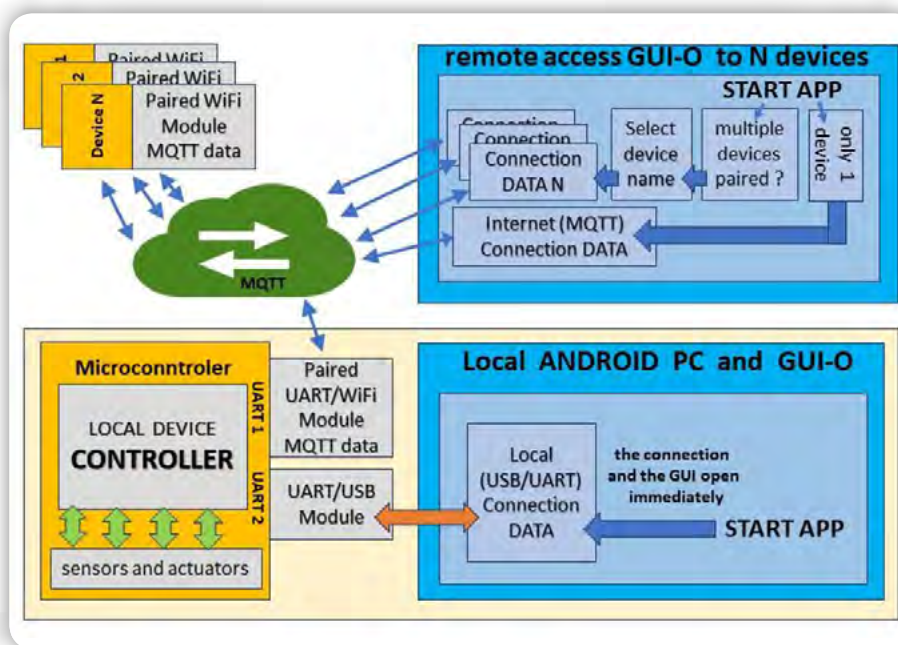 1
Paired WiFi
2
Paired WiFi
Device N
Paired WiFi
Module
MQTT data
MQTT
remote access GUI-O to N devices
START APP
Connection
Connection
Connection
DATA N
Select
device
name
multiple
devices
paired ?
only 1
device
Internet (MQTT)
Connection DATA
Microconntroler
LOCAL DEVICE
CONTROLLER
UART 1
UART 2
Paired
UART/WiFi
Module
MQTT data
UART/USB
Module
sensors and actuators
Local ANDROID PC and GUI-O
Local
(USB/UART)
Connection
DATA
the connection
and the GUI open
immediately
START APP